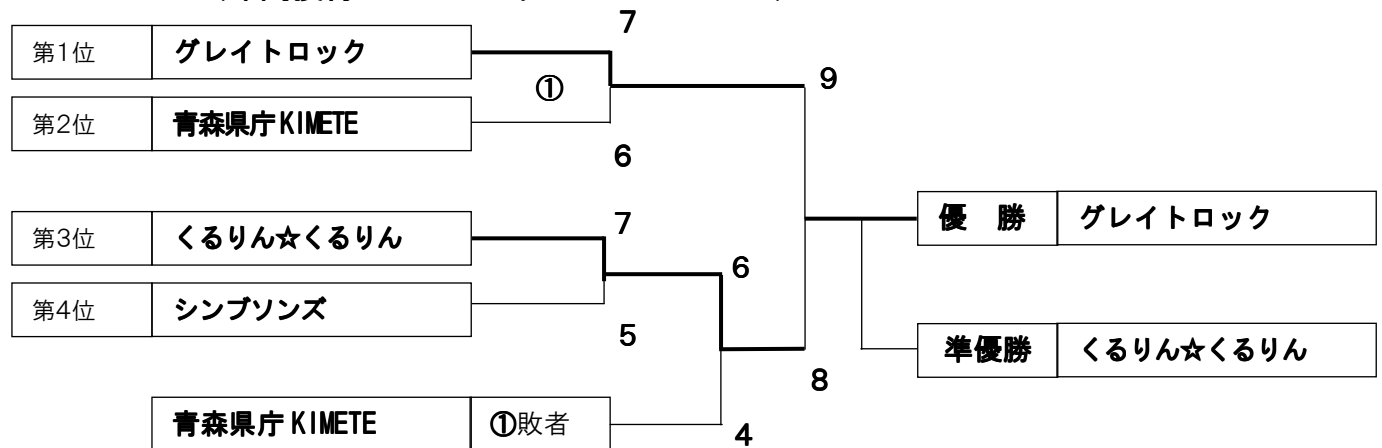 7
第1位 グレイトロック
9
①
第2位 青森県庁KIMETE
6
優 勝 グレイトロック
第3位 くるりん☆くるりん
7
6
第4位 シンプソンズ
5
準優勝 くるりん☆くるりん
8
青森県庁KIMETE ①敗者
4